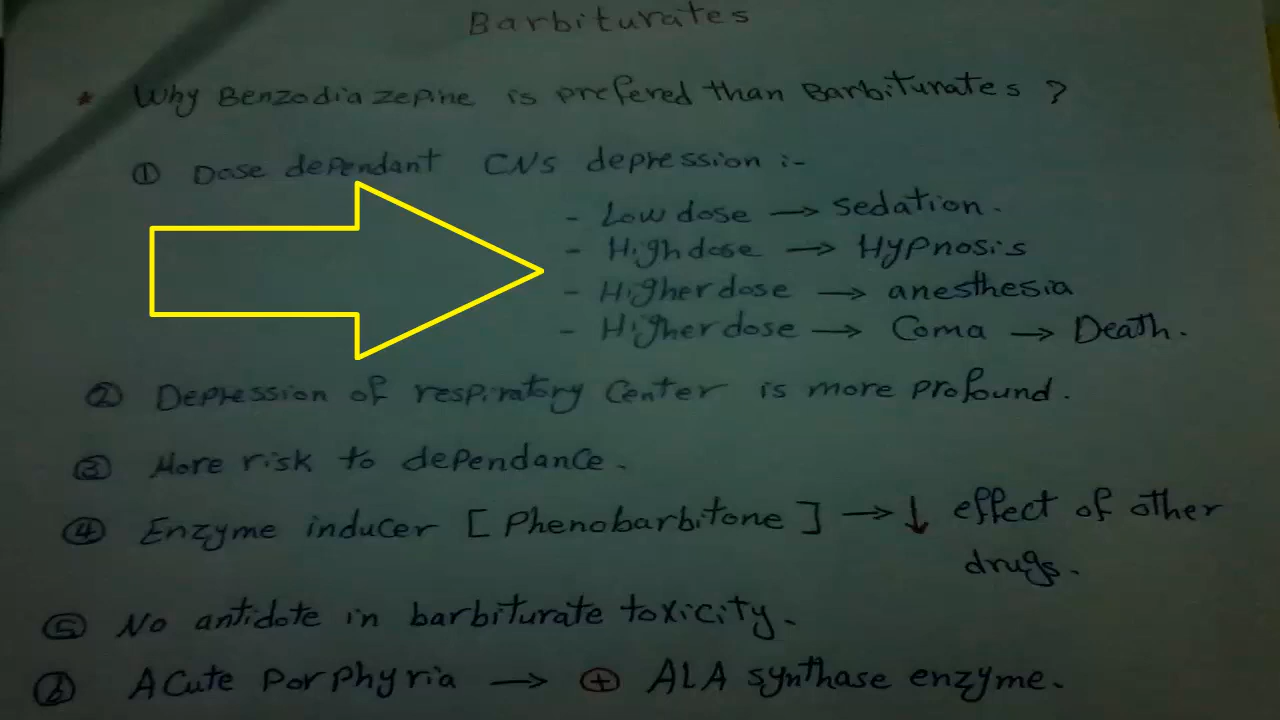 Barbiturates
* Why Benzodiazepine is prefered than Barbiturates ?
① Dose dependant CNS depression :-
- Low dose → sedation.
- High dose → Hypnosis
- Higher dose → anesthesia
- Higher dose → Coma → Death.
② Depression of respiratory Center is more profound.
③ More risk to dependance.
④ Enzyme inducer [Phenobarbitone] → ↓ effect of other
drugs.
⑤ No antidote in barbiturate toxicity.
⑥ Acute Porphyria → ⊕ ALA synthase enzyme.